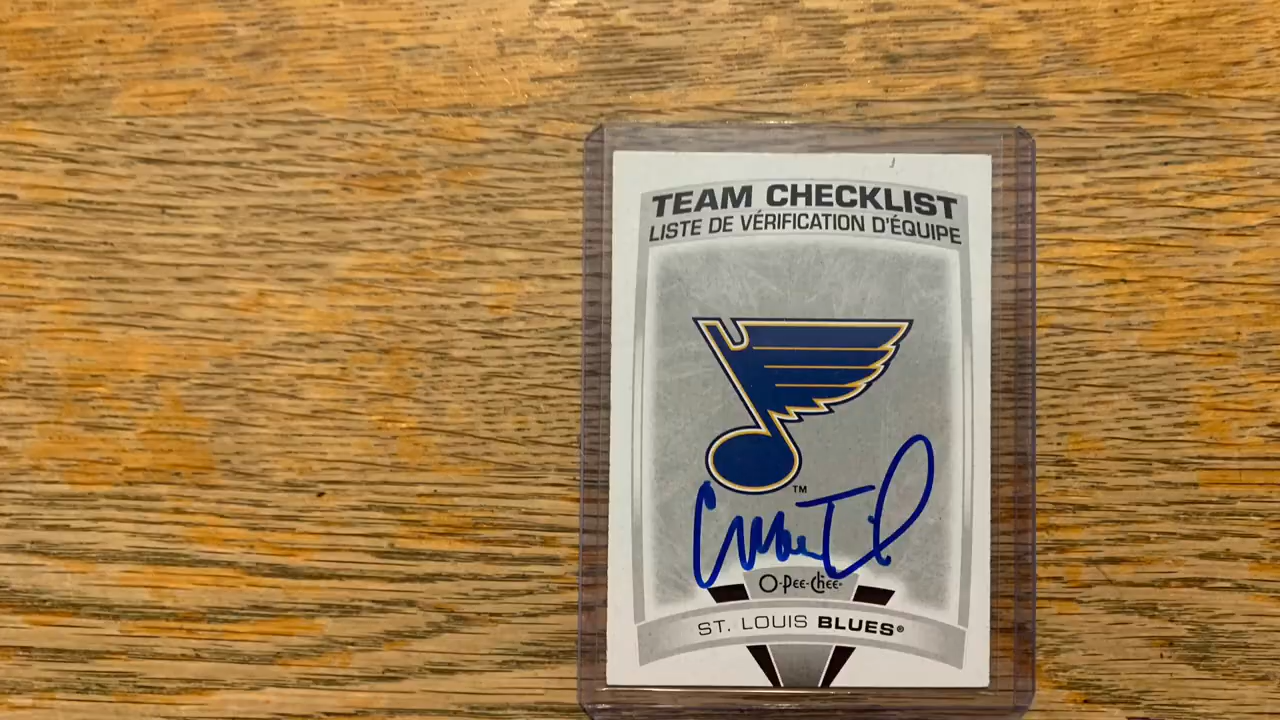 TEAM CHECKLIST
LISTE DE VÉRIFICATION D'ÉQUIPE
TM
O-Pee-Chee®
ST. LOUIS BLUES®